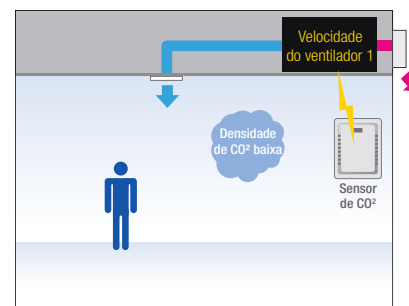 Velocidade
do ventilador 1
Densidade
de CO² baixa
Sensor
de CO²